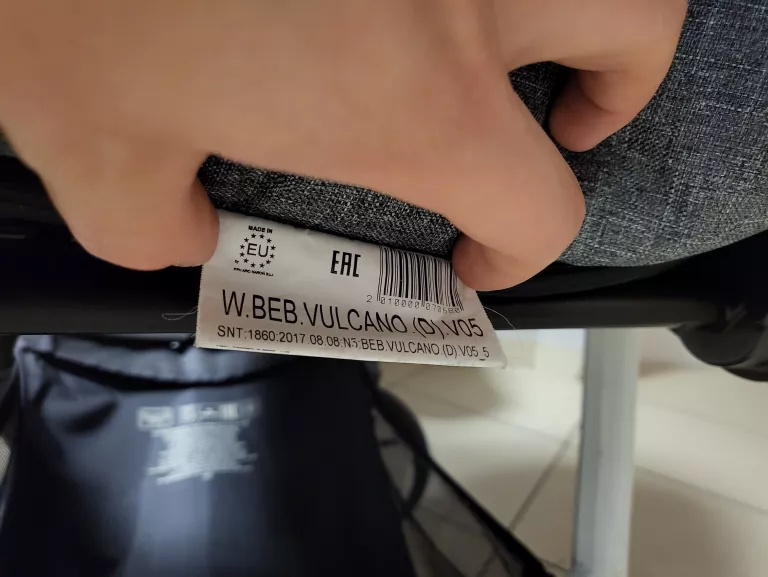 MADE IN
EU
EAC
W.BEB.VULCANO.(D).V05
SNT:1860:2017.08.08:N5:BEB.VULCANO.(D).V05_5